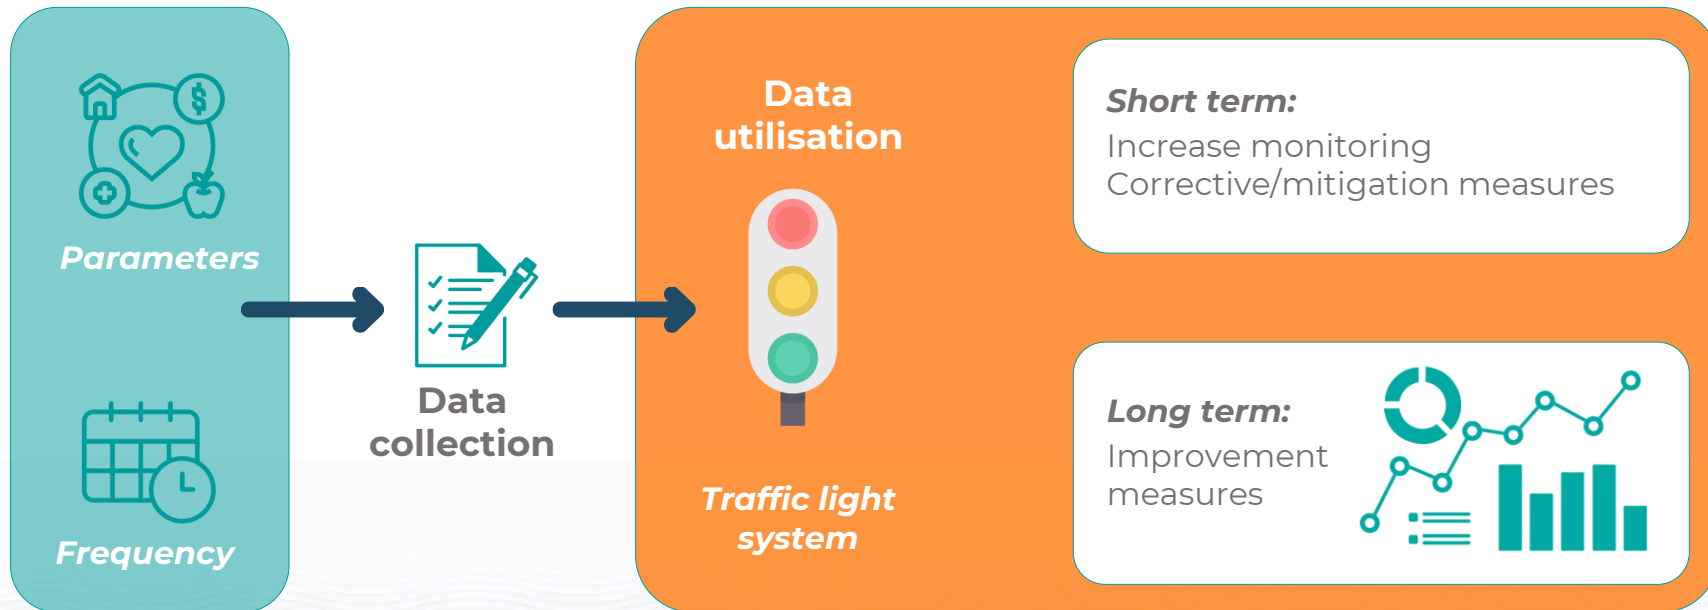 Parameters
Frequency
Data
collection
Data
utilisation
Traffic light
system
Short term:
Increase monitoring
Corrective/mitigation measures
Long term:
Improvement
measures